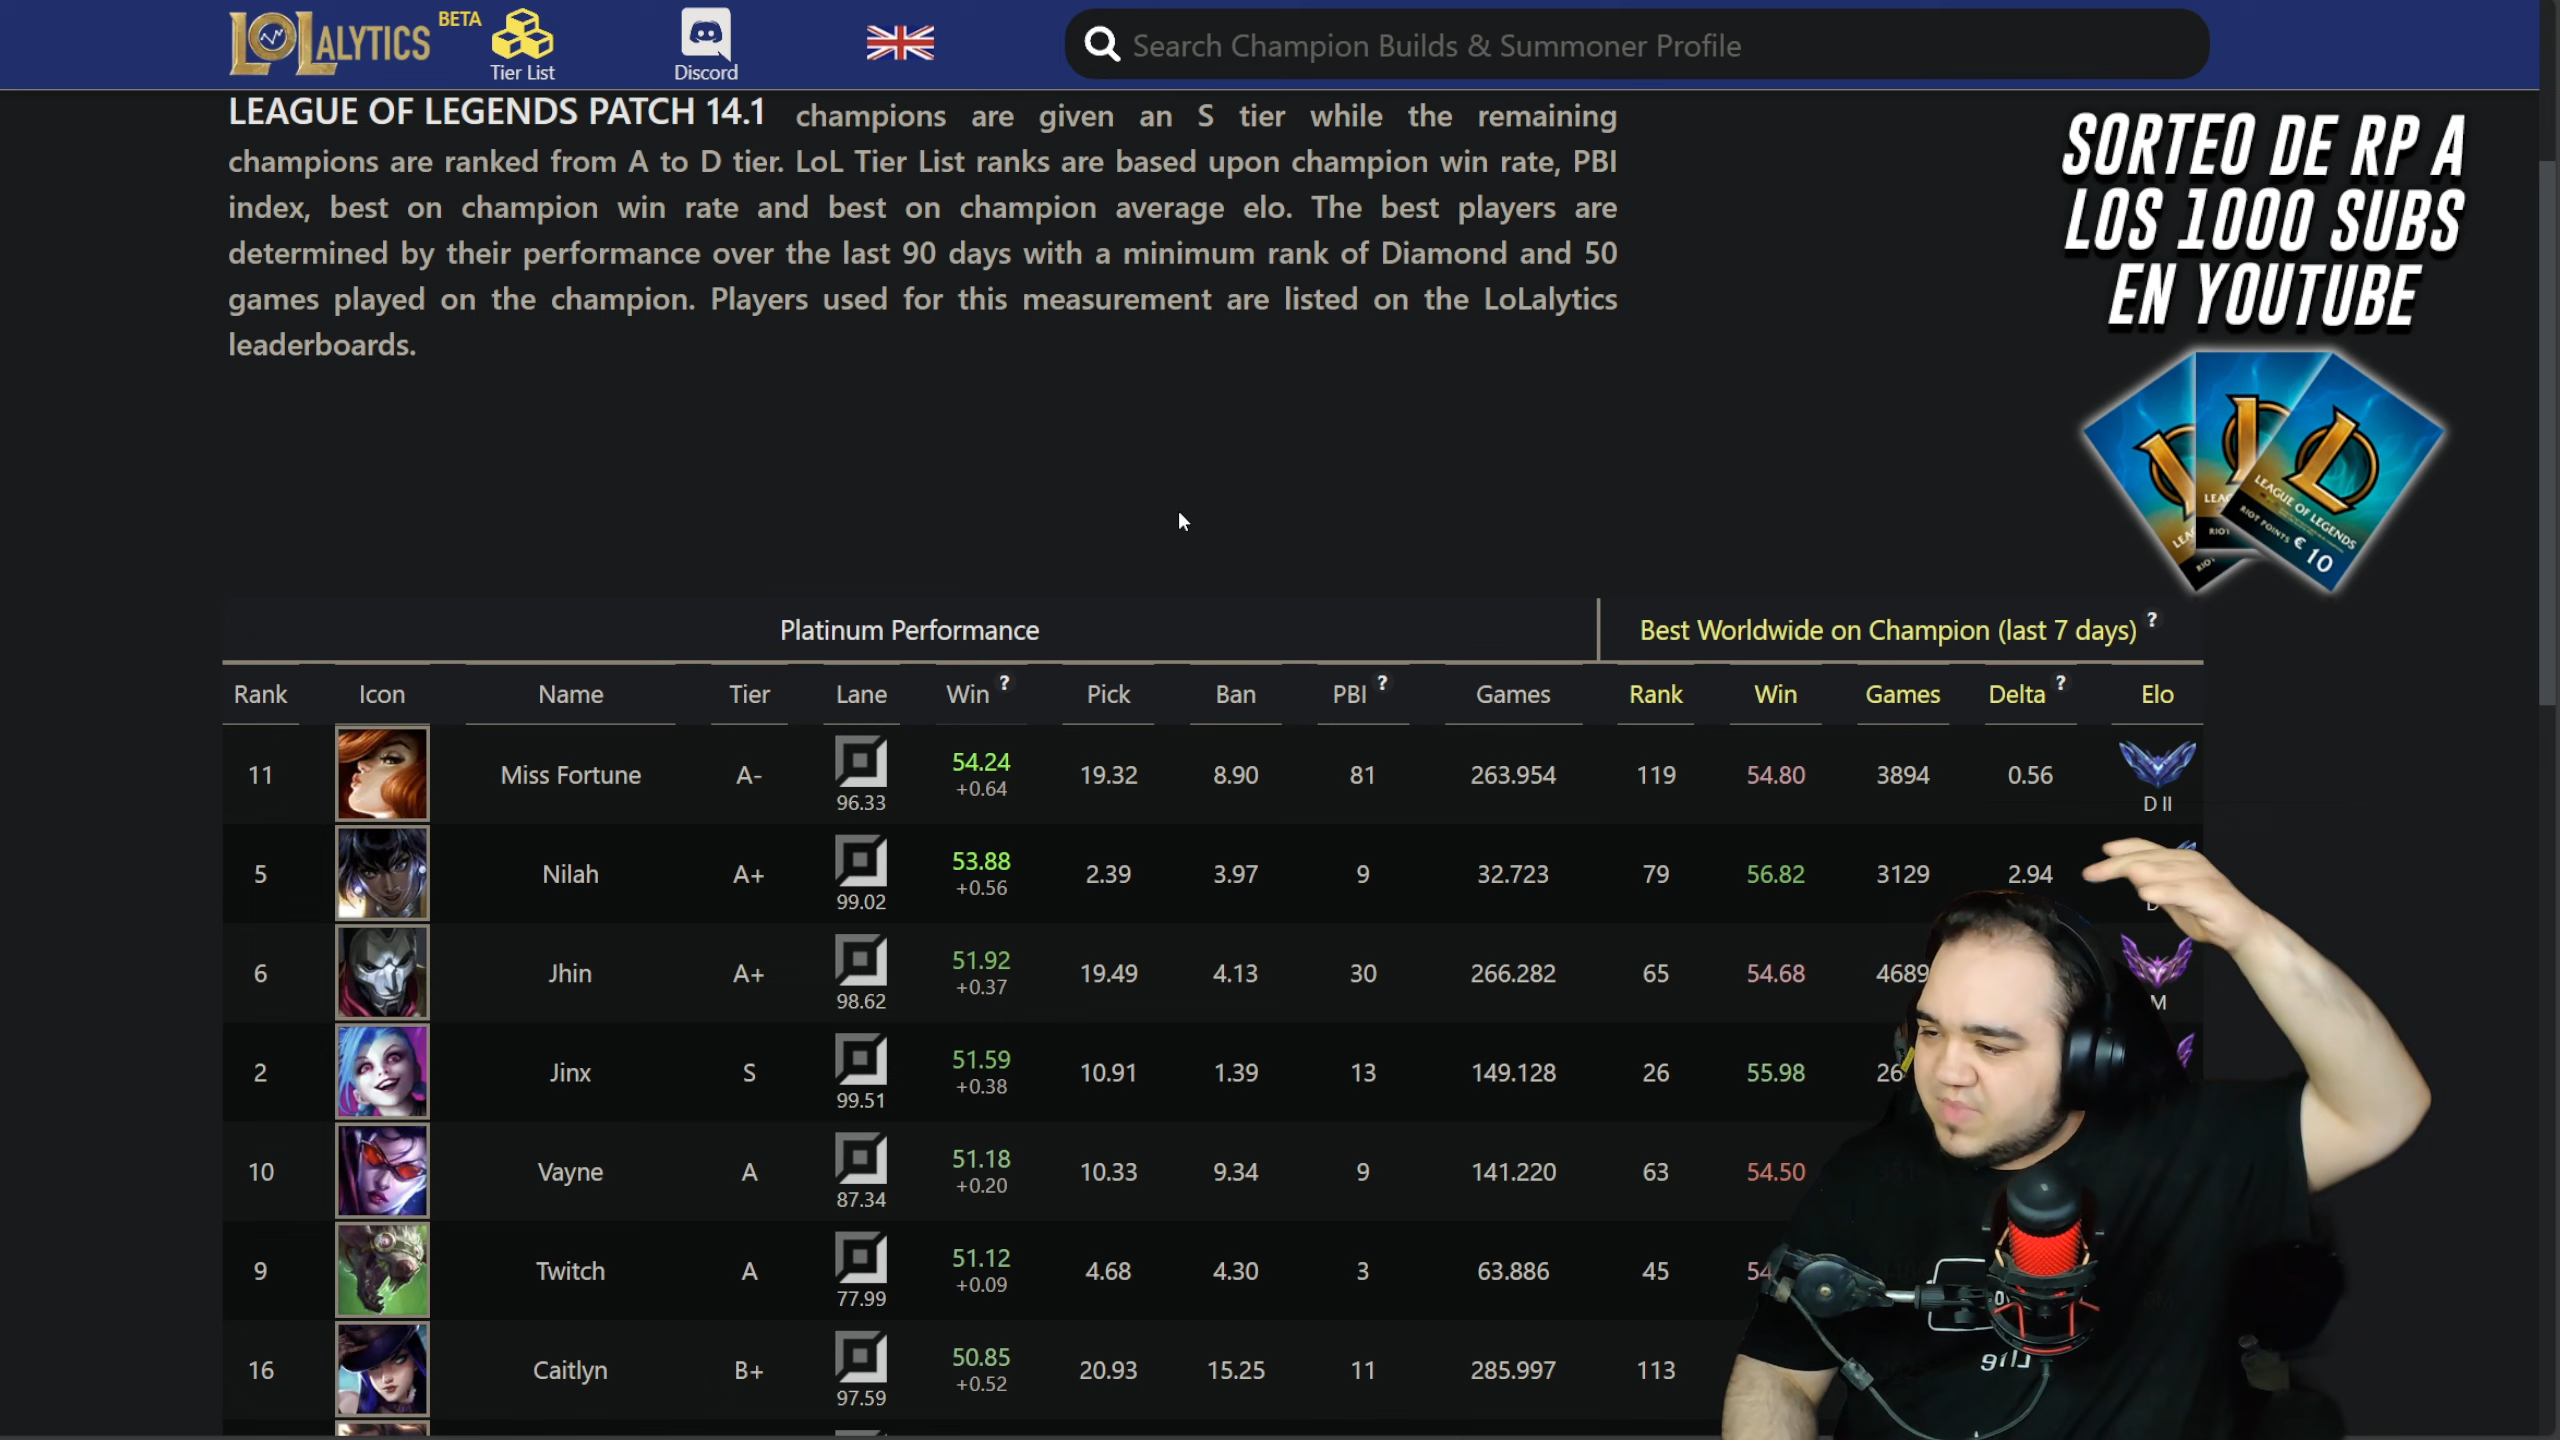 LOLALYTICS BETA
Tier List
Discord
Search Champion Builds & Summoner Profile
LEAGUE OF LEGENDS PATCH 14.1 champions are given an S tier while the remaining
champions are ranked from A to D tier. LoL Tier List ranks are based upon champion win rate, PBI
index, best on champion win rate and best on champion average elo. The best players are
determined by their performance over the last 90 days with a minimum rank of Diamond and 50
games played on the champion. Players used for this measurement are listed on the LoLalytics
leaderboards.
SORTEO DE RP A
LOS 1000 SUBS
EN YOUTUBE
LEAGUE OF LEGENDS
RIOT POINTS € 10
Platinum Performance
Best Worldwide on Champion (last 7 days) ?
Rank Icon Name Tier Lane Win ? Pick Ban PBI ? Games Rank Win Games Delta ? Elo
11 Miss Fortune A- 96.33 54.24 +0.64 19.32 8.90 81 263.954 119 54.80 3894 0.56 D II
5 Nilah A+ 99.02 53.88 +0.56 2.39 3.97 9 32.723 79 56.82 3129 2.94
6 Jhin A+ 98.62 51.92 +0.37 19.49 4.13 30 266.282 65 54.68 4689 M
2 Jinx S 99.51 51.59 +0.38 10.91 1.39 13 149.128 26 55.98 26
10 Vayne A 87.34 51.18 +0.20 10.33 9.34 9 141.220 63 54.50
9 Twitch A 77.99 51.12 +0.09 4.68 4.30 3 63.886 45 54
16 Caitlyn B+ 97.59 50.85 +0.52 20.93 15.25 11 285.997 113